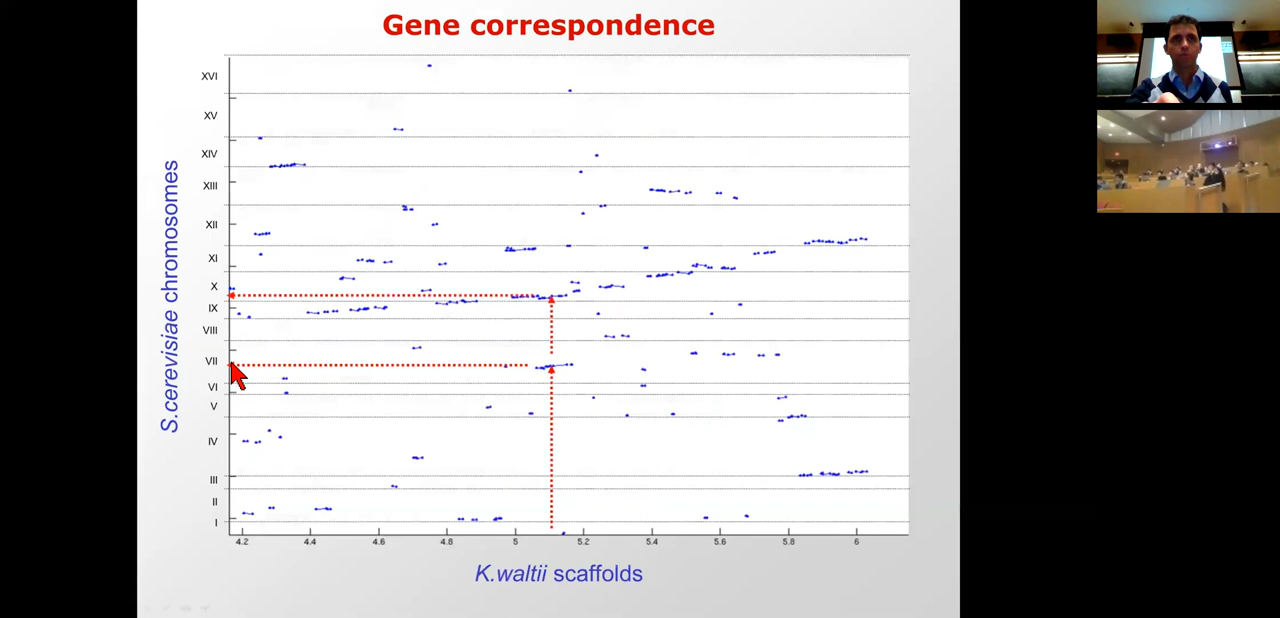 Gene correspondence
S.cerevisiae chromosomes
XVI
XV
XIV
XIII
XII
XI
X
IX
VIII
VII
VI
V
IV
III
II
I
4.2 4.4 4.6 4.8 5 5.2 5.4 5.6 5.8 6
K.waltii scaffolds